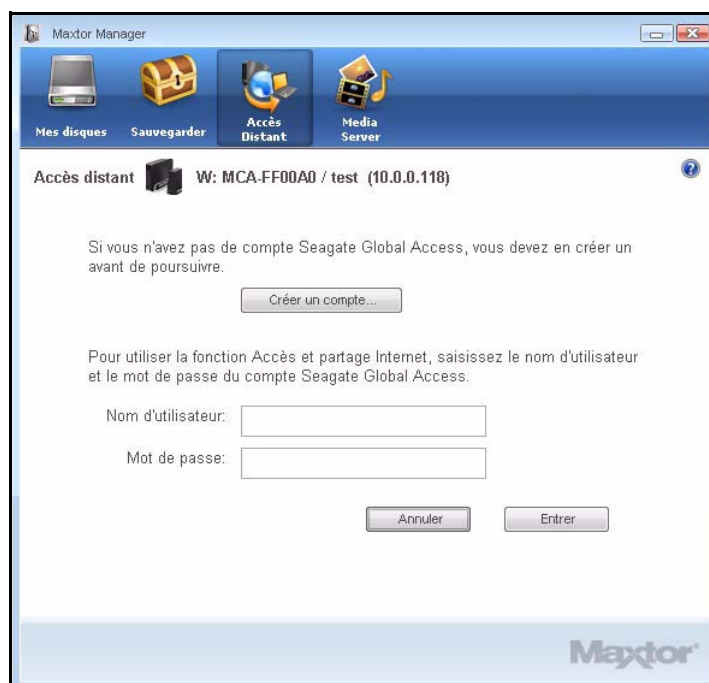 Maxtor Manager
Mes disques
Sauvegarder
Accès
Distant
Media
Server
Accès distant W: MCA-FF00A0 / test (10.0.0.118)
?
Si vous n'avez pas de compte Seagate Global Access, vous devez en créer un
avant de poursuivre.
Créer un compte...
Pour utiliser la fonction Accès et partage Internet, saisissez le nom d'utilisateur
et le mot de passe du compte Seagate Global Access.
Nom d'utilisateur:
Mot de passe:
Annuler
Entrer
Maxtor